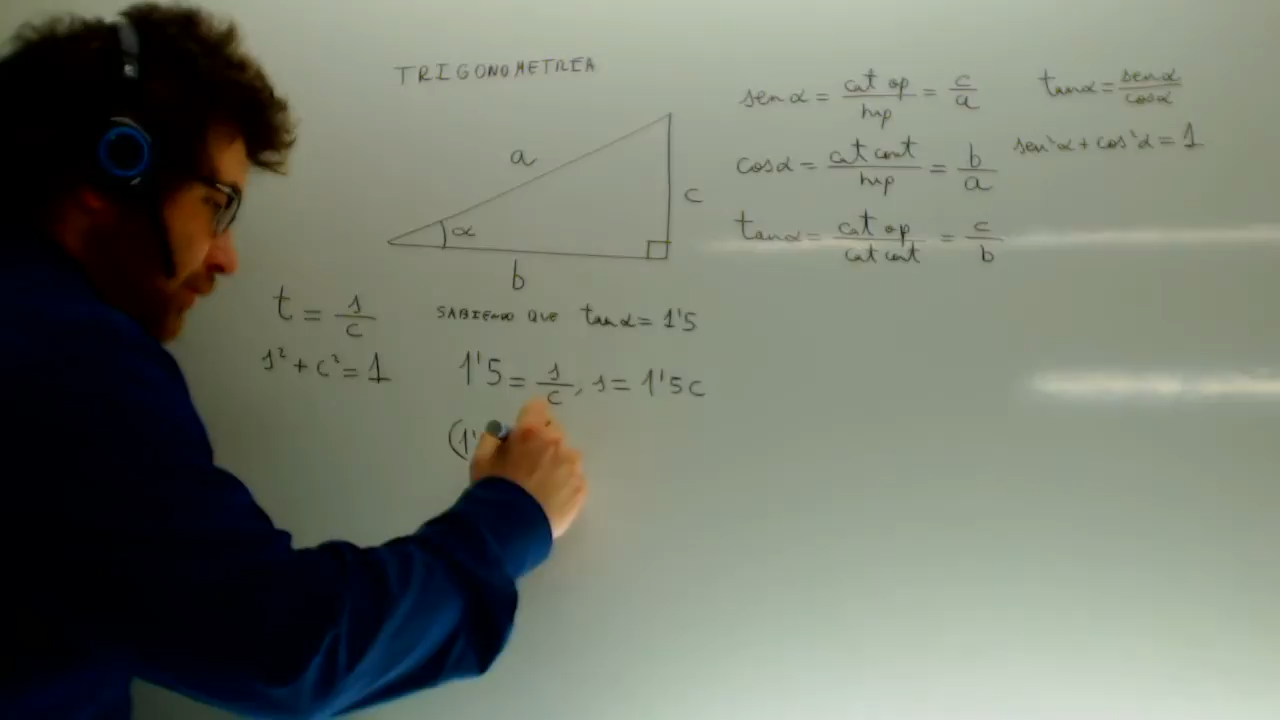 TRIGONOMETRÍA
a
α
c
b
sen α = cat op / hip = c / a
tan α = sen α / cos α
cos α = cat cont / hip = b / a
sen²α + cos²α = 1
tan α = cat op / cat cont = c / b
t = s / c
s² + c² = 1
SABIENDO QUE tan α = 1'5
1'5 = s / c, s = 1'5 c
(1'